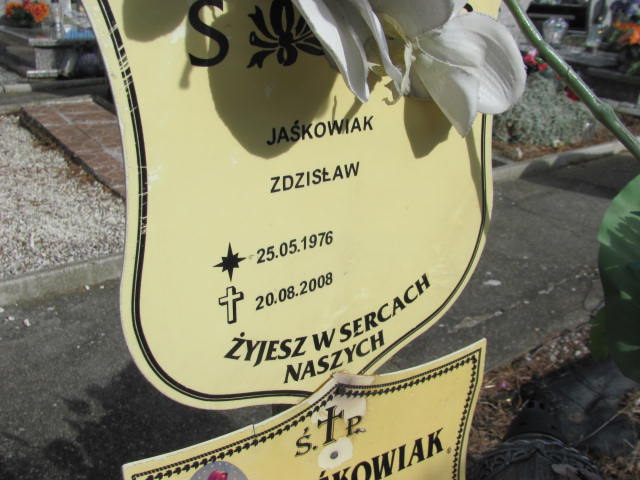 Ś
JAŚKOWIAK
ZDZISŁAW
25.05.1976
20.08.2008
ŻYJESZ W SERCACH
NASZYCH
Ś. P.